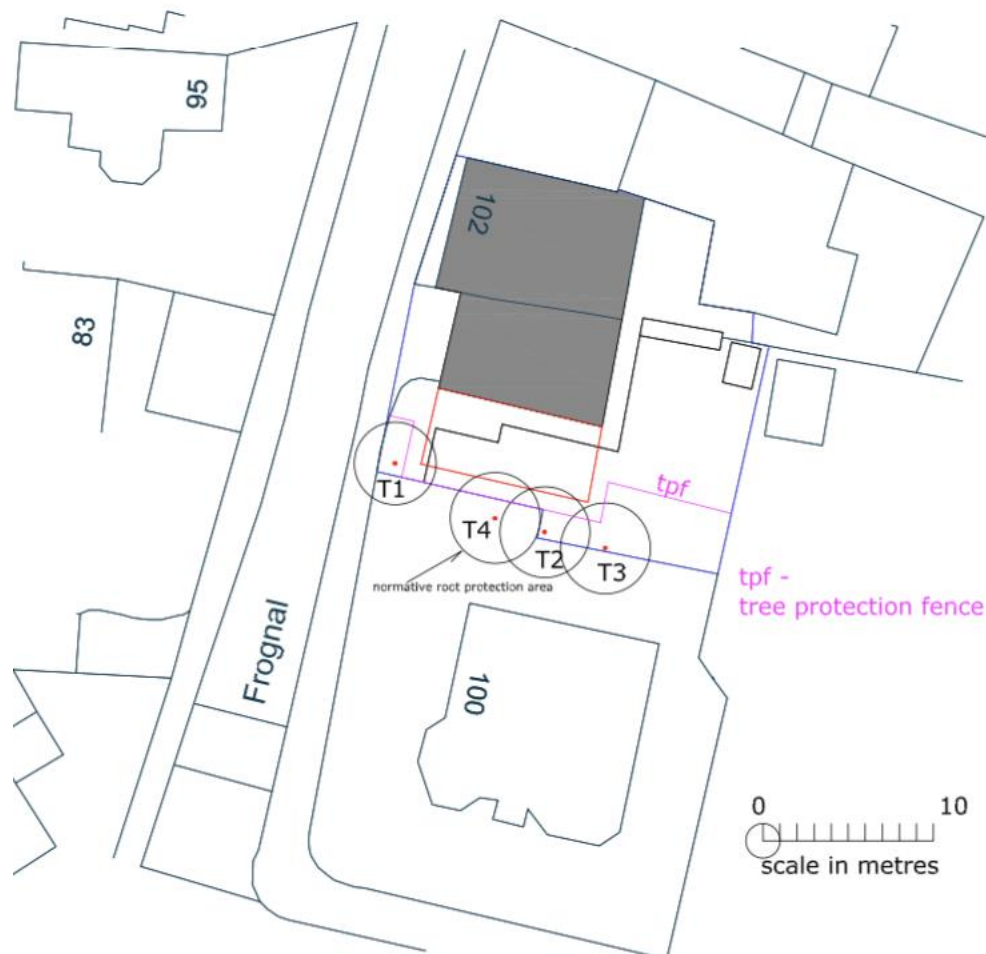 95
102
83
T1
T4
T2
T3
tpf
normative root protection area
tpf -
tree protection fence
Frognal
100
0 10
scale in metres